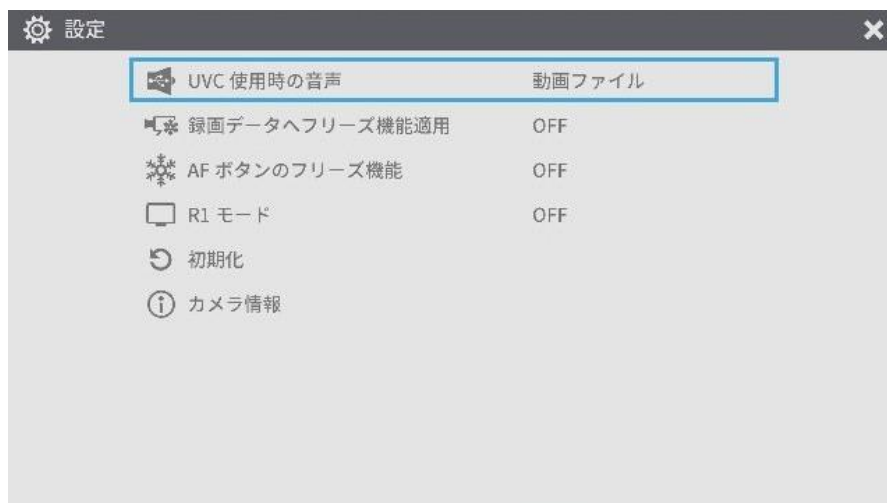 設定
UVC 使用時の音声 動画ファイル
録画データへフリーズ機能適用 OFF
AF ボタンのフリーズ機能 OFF
R1 モード OFF
初期化
カメラ情報